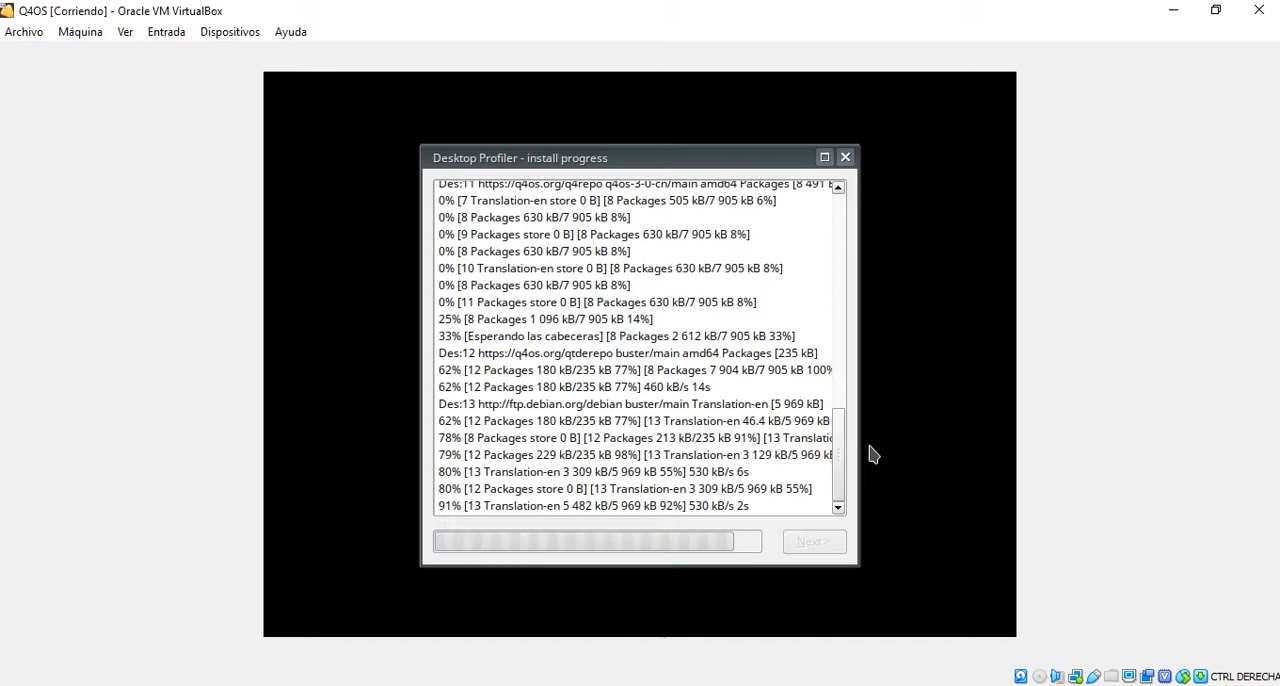 Q4OS [Corriendo] - Oracle VM VirtualBox
Archivo Máquina Ver Entrada Dispositivos Ayuda
Desktop Profiler - install progress
Des:11 https://q4os.org/q4repo q4os-3-0-cn/main amd64 Packages [8 491
0% [7 Translation-en store 0 B] [8 Packages 505 kB/7 905 kB 6%]
0% [8 Packages 630 kB/7 905 kB 8%]
0% [9 Packages store 0 B] [8 Packages 630 kB/7 905 kB 8%]
0% [8 Packages 630 kB/7 905 kB 8%]
0% [10 Translation-en store 0 B] [8 Packages 630 kB/7 905 kB 8%]
0% [8 Packages 630 kB/7 905 kB 8%]
0% [11 Packages store 0 B] [8 Packages 630 kB/7 905 kB 8%]
25% [8 Packages 1 096 kB/7 905 kB 14%]
33% [Esperando las cabeceras] [8 Packages 2 612 kB/7 905 kB 33%]
Des:12 https://q4os.org/qtderepo buster/main amd64 Packages [235 kB]
62% [12 Packages 180 kB/235 kB 77%] [8 Packages 7 904 kB/7 905 kB 100%
62% [12 Packages 180 kB/235 kB 77%] 460 kB/s 14s
Des:13 http://ftp.debian.org/debian buster/main Translation-en [5 969 kB]
62% [12 Packages 180 kB/235 kB 77%] [13 Translation-en 46.4 kB/5 969 kB
78% [8 Packages store 0 B] [12 Packages 213 kB/235 kB 91%] [13 Translati
79% [12 Packages 229 kB/235 kB 98%] [13 Translation-en 3 129 kB/5 969 k
80% [13 Translation-en 3 309 kB/5 969 kB 55%] 530 kB/s 6s
80% [12 Packages store 0 B] [13 Translation-en 3 309 kB/5 969 kB 55%]
91% [13 Translation-en 5 482 kB/5 969 kB 92%] 530 kB/s 2s
Next >
CTRL DERECHA